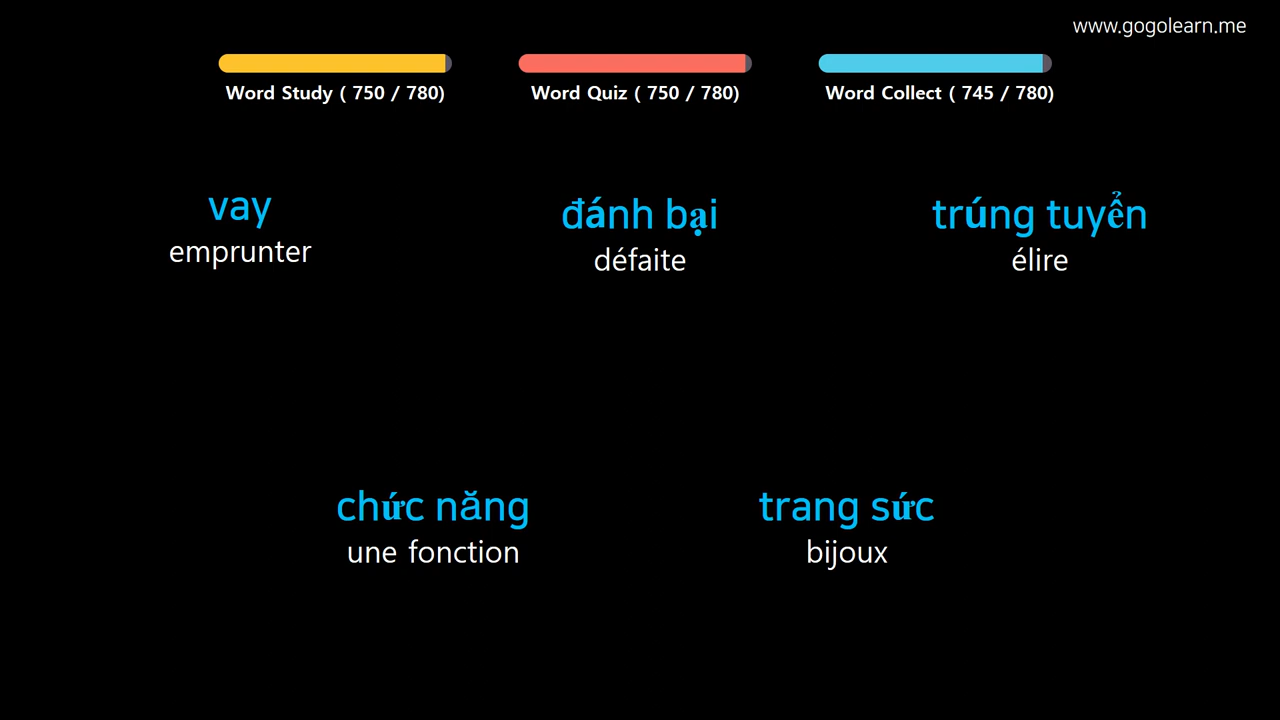 www.gogolearn.me
Word Study ( 750 / 780)
Word Quiz ( 750 / 780)
Word Collect ( 745 / 780)
vay
emprunter
đánh bại
défaite
trúng tuyển
élire
chức năng
une fonction
trang sức
bijoux